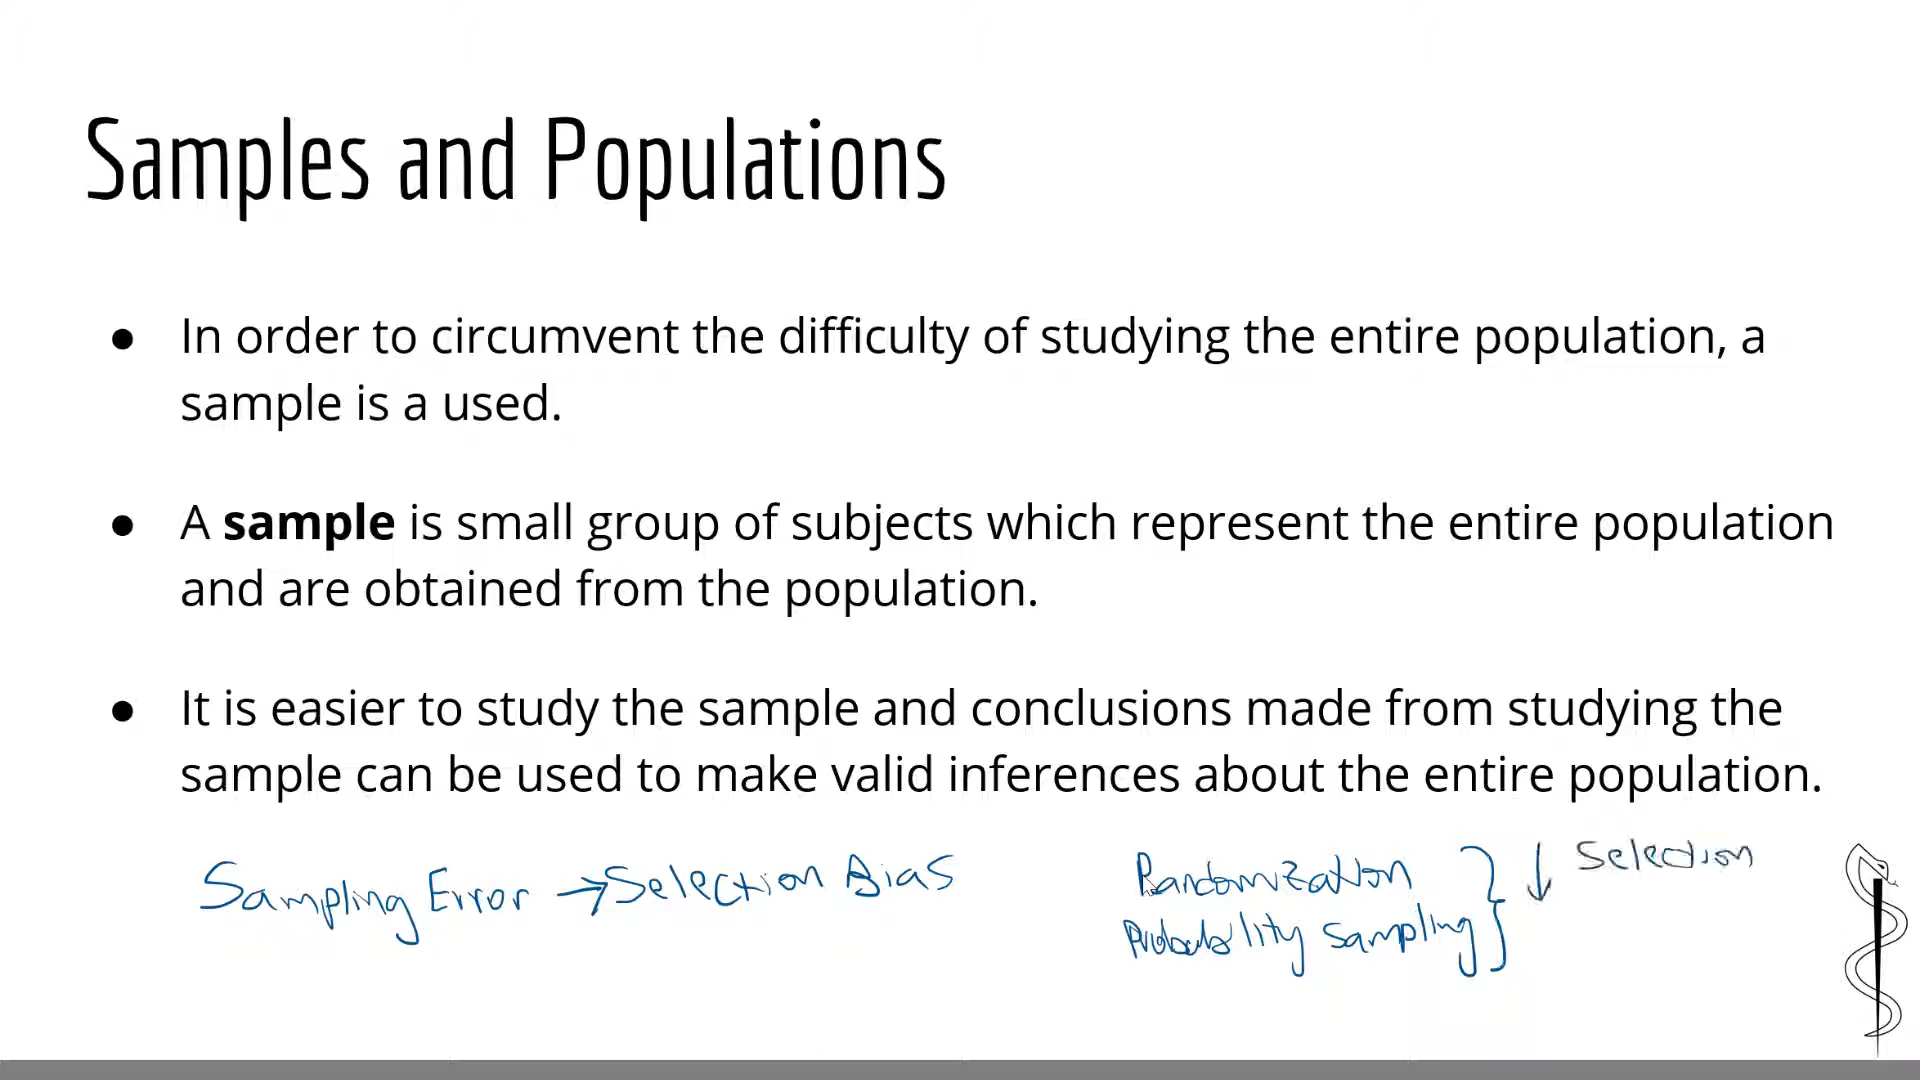 Samples and Populations
● In order to circumvent the difficulty of studying the entire population, a
sample is a used.
● A sample is small group of subjects which represent the entire population
and are obtained from the population.
● It is easier to study the sample and conclusions made from studying the
sample can be used to make valid inferences about the entire population.
Sampling Error → Selection Bias
Randomization } ↓ Selection
Probability Sampling